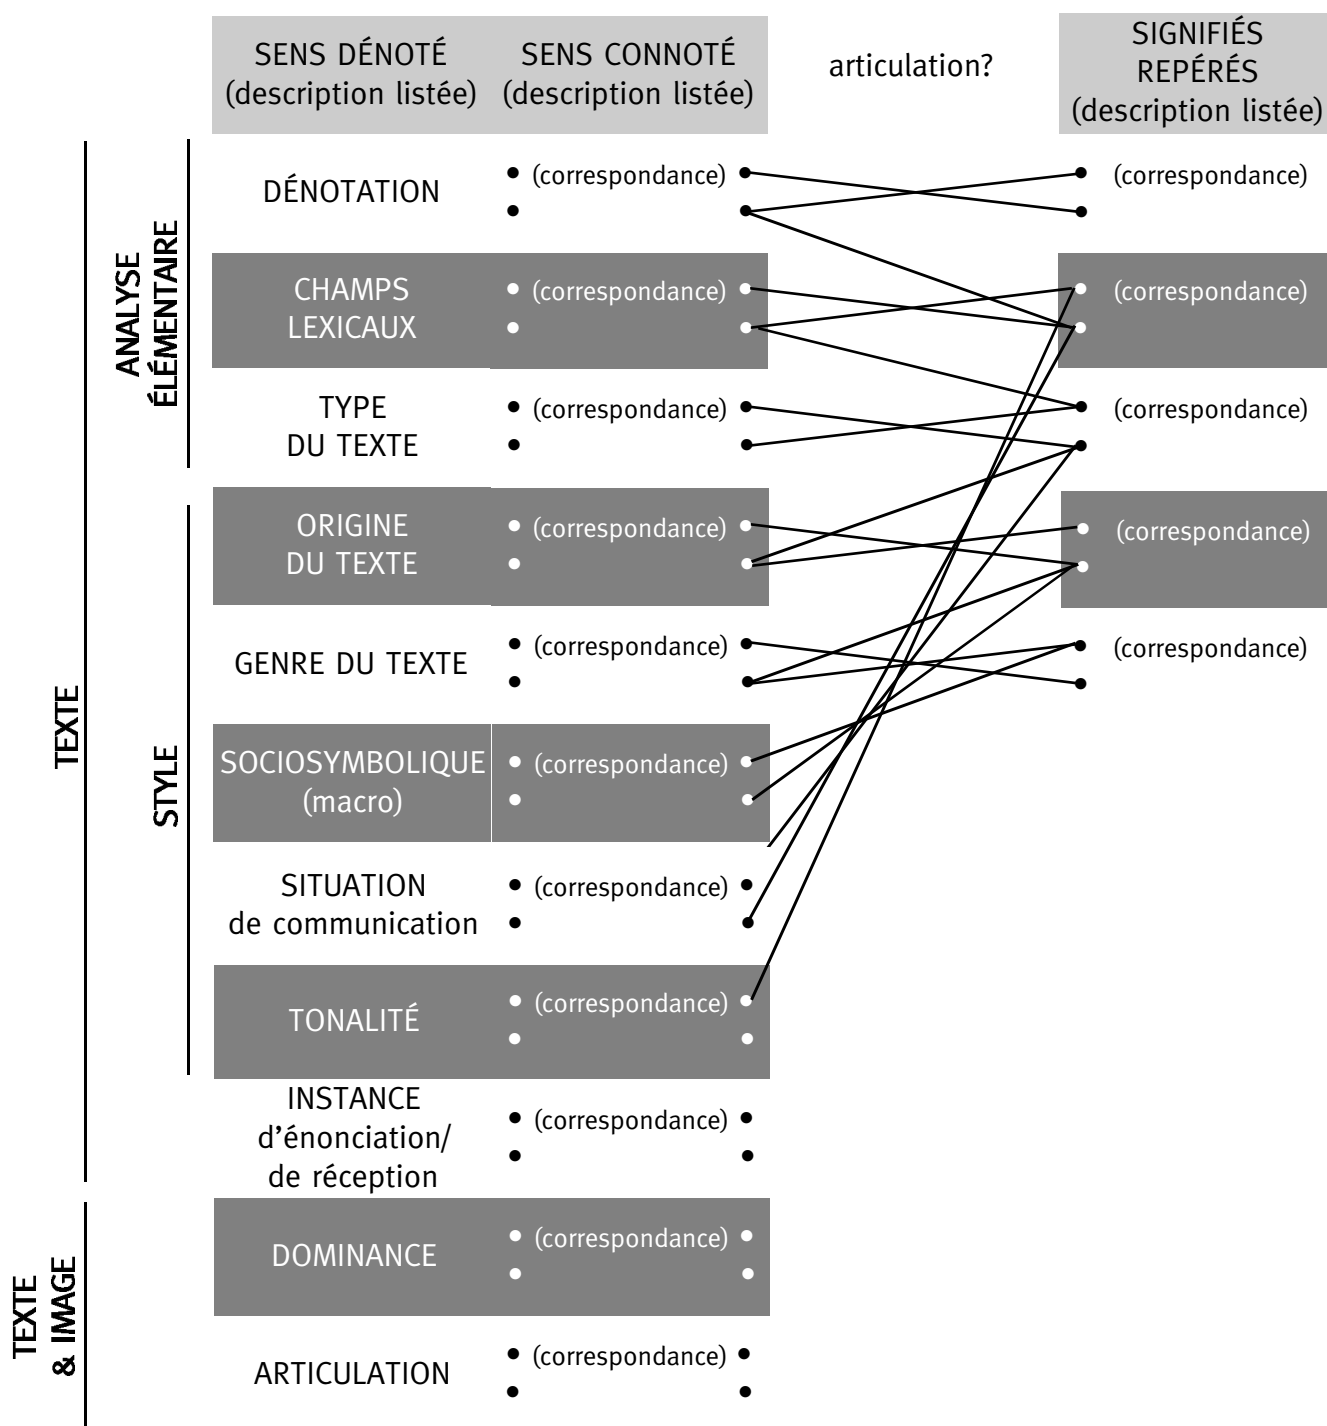 SENS DÉNOTÉ
(description listée)
SENS CONNOTÉ
(description listée)
articulation?
SIGNIFIÉS
REPÉRÉS
(description listée)
TEXTE
ANALYSE
ÉLÉMENTAIRE
DÉNOTATION
• (correspondance) •
• (correspondance)
CHAMPS
LEXICAUX
• (correspondance) •
• (correspondance)
TYPE
DU TEXTE
• (correspondance) •
• (correspondance)
STYLE
ORIGINE
DU TEXTE
• (correspondance) •
• (correspondance)
GENRE DU TEXTE
• (correspondance) •
• (correspondance)
SOCIOSYMBOLIQUE
(macro)
• (correspondance) •
SITUATION
de communication
• (correspondance) •
TONALITÉ
• (correspondance) •
INSTANCE
d'énonciation/
de réception
• (correspondance) •
TEXTE
& IMAGE
DOMINANCE
• (correspondance) •
ARTICULATION
• (correspondance) •